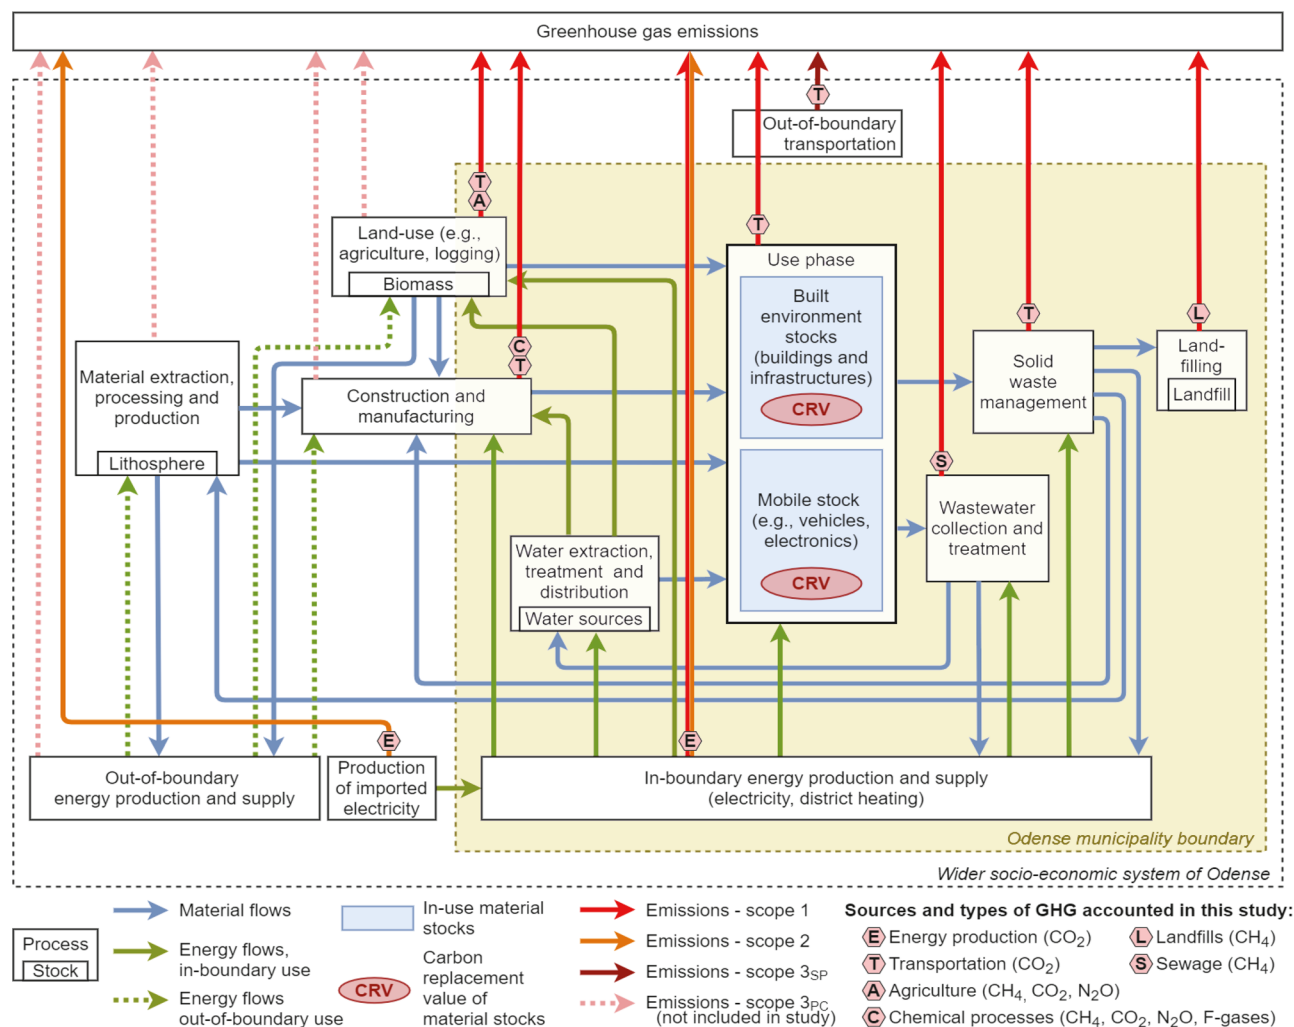 Greenhouse gas emissions
T
Out-of-boundary
transportation
T
A
T
Land-use (e.g.,
agriculture, logging)
Biomass
Use phase
Built
environment
stocks
(buildings and
infrastructures)
CRV
T
L
C
T
Material extraction,
processing and
production
Lithosphere
Construction and
manufacturing
Solid
waste
management
Land-
filling
Landfill
S
Mobile stock
(e.g., vehicles,
electronics)
CRV
Wastewater
collection and
treatment
Water extraction,
treatment and
distribution
Water sources
E
E
Out-of-boundary
energy production and supply
Production
of imported
electricity
In-boundary energy production and supply
(electricity, district heating)
Odense municipality boundary
Wider socio-economic system of Odense
Process
Stock
Material flows
Energy flows,
in-boundary use
Energy flows
out-of-boundary use
In-use material
stocks
CRV
Carbon
replacement
value of
material stocks
Emissions - scope 1
Emissions - scope 2
Emissions - scope 3SP
Emissions - scope 3PC
(not included in study)
Sources and types of GHG accounted in this study:
E Energy production (CO2)
L Landfills (CH4)
T Transportation (CO2)
S Sewage (CH4)
A Agriculture (CH4, CO2, N2O)
C Chemical processes (CH4, CO2, N2O, F-gases)